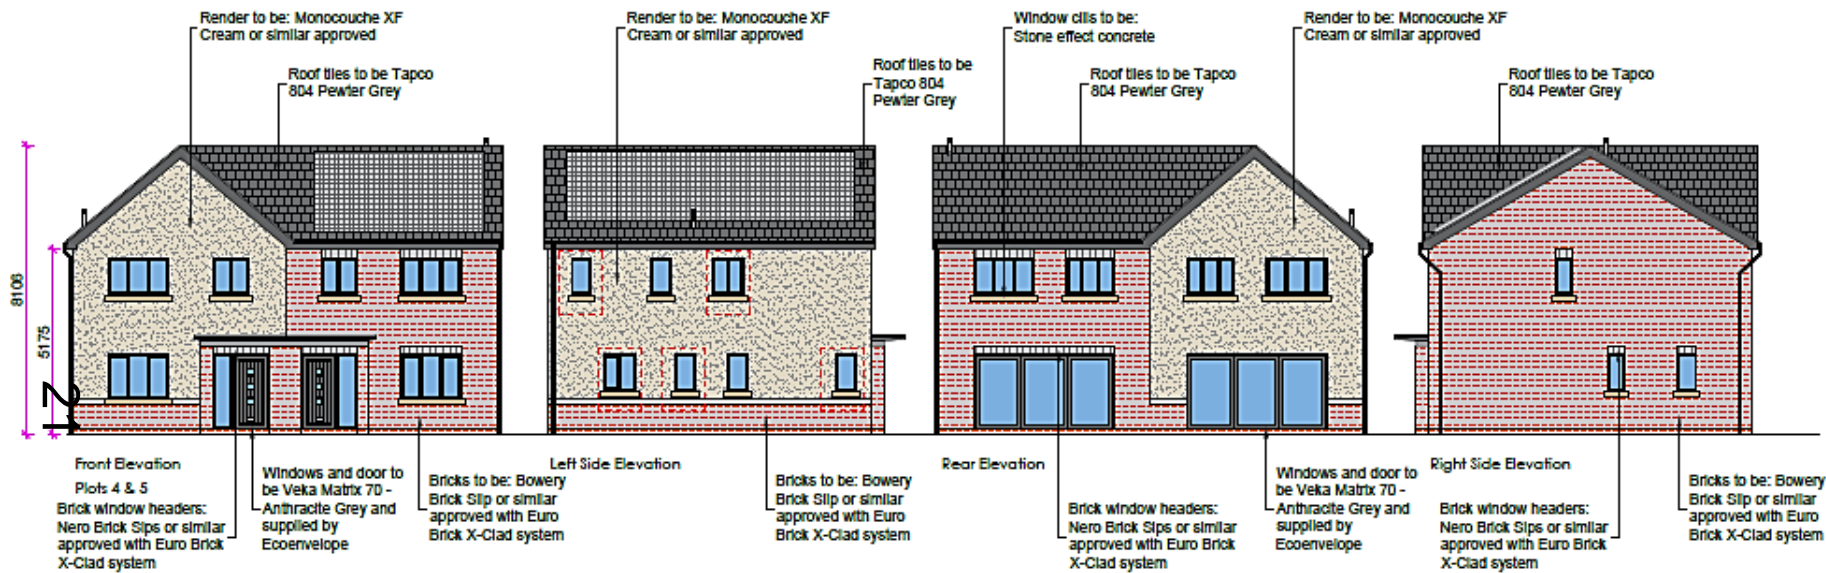 Render to be: Monocouche XF
Cream or similar approved
Roof tiles to be Tapco
804 Pewter Grey
Render to be: Monocouche XF
Cream or similar approved
Roof tiles to be
Tapco 804
Pewter Grey
Window cills to be:
Stone effect concrete
Roof tiles to be Tapco
804 Pewter Grey
Render to be: Monocouche XF
Cream or similar approved
Roof tiles to be Tapco
804 Pewter Grey
8106
5175
21
Front Elevation
Plots 4 & 5
Brick window headers:
Nero Brick Sips or similar
approved with Euro Brick
X-Clad system
Windows and door to
be Veka Matrix 70 -
Anthracite Grey and
supplied by
Ecoenvelope
Bricks to be: Bowery
Brick Slip or similar
approved with Euro
Brick X-Clad system
Left Side Elevation
Bricks to be: Bowery
Brick Slip or similar
approved with Euro
Brick X-Clad system
Rear Elevation
Brick window headers:
Nero Brick Sips or similar
approved with Euro Brick
X-Clad system
Windows and door to
be Veka Matrix 70 -
Anthracite Grey and
supplied by
Ecoenvelope
Right Side Elevation
Brick window headers:
Nero Brick Sips or similar
approved with Euro Brick
X-Clad system
Bricks to be: Bowery
Brick Slip or similar
approved with Euro
Brick X-Clad system